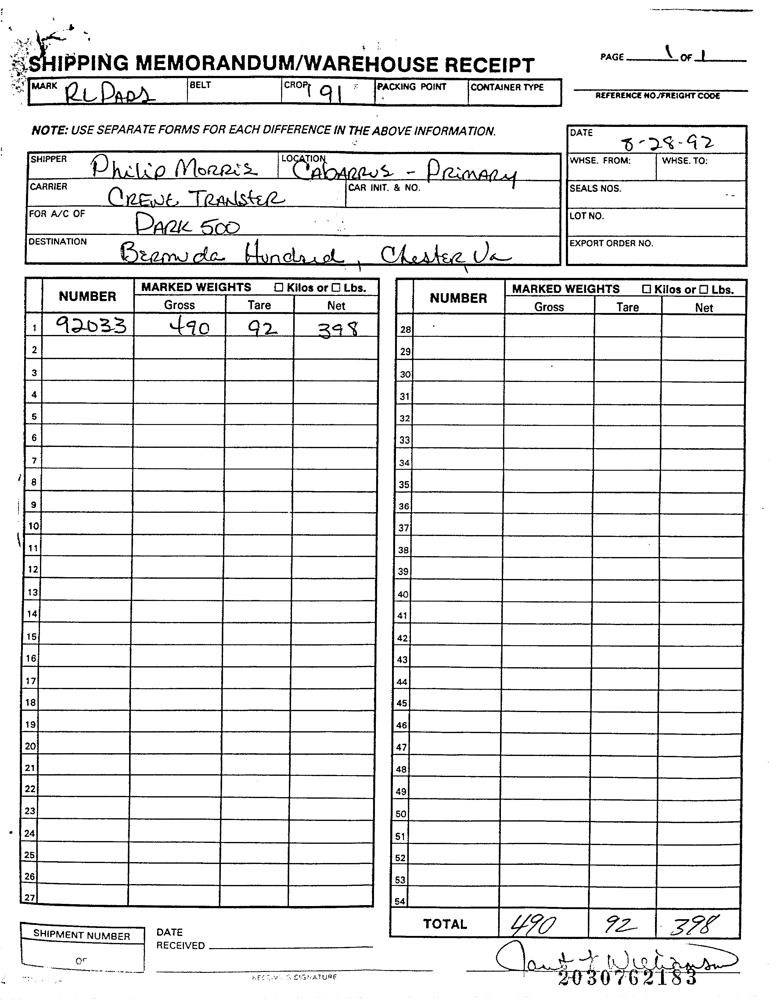 PAGE 1 OF 1
SHIPPING MEMORANDUM/WAREHOUSE RECEIPT
MARK RL PADS BELT CROP 91 PACKING POINT CONTAINER TYPE
REFERENCE NO./FREIGHT CODE
NOTE: USE SEPARATE FORMS FOR EACH DIFFERENCE IN THE ABOVE INFORMATION.
DATE 8-28-92
SHIPPER Philip Morris LOCATION CABARRUS - PRIMARY WHSE. FROM: WHSE. TO:
CARRIER CREWE TRANSTER CAR INIT. & NO. SEALS NOS.
FOR A/C OF PARK 500 LOT NO.
DESTINATION Bermuda Hundred, Chester Va EXPORT ORDER NO.
NUMBER MARKED WEIGHTS ☐ Kilos or ☐ Lbs. NUMBER MARKED WEIGHTS ☐ Kilos or ☐ Lbs.
Gross Tare Net Gross Tare Net
1 92033 490 92 398 28
2 29
3 30
4 31
5 32
6 33
7 34
8 35
9 36
10 37
11 38
12 39
13 40
14 41
15 42
16 43
17 44
18 45
19 46
20 47
21 48
22 49
23 50
24 51
25 52
26 53
27 54
TOTAL 490 92 398
SHIPMENT NUMBER DATE
RECEIVED
OF
SIGNATURE
2030762183